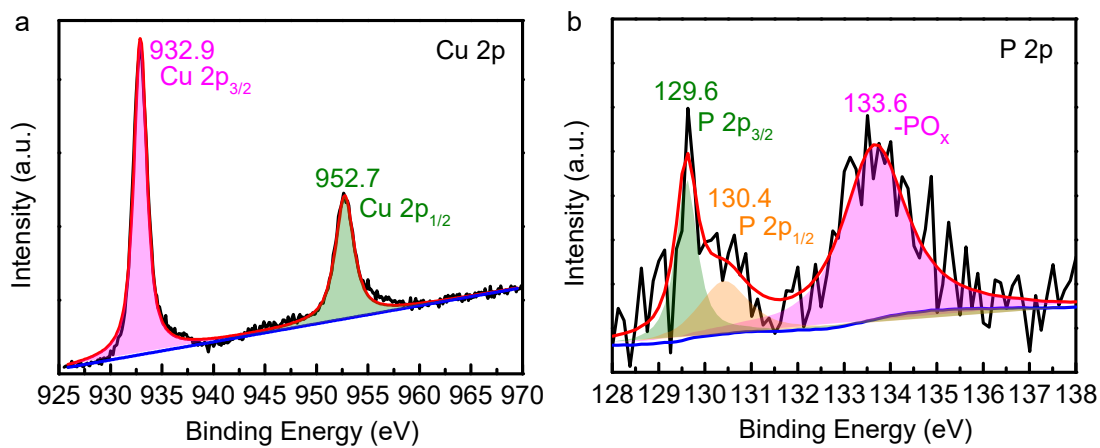 a
Cu 2p
932.9
Cu 2p3/2
952.7
Cu 2p1/2
Intensity (a.u.)
925 930 935 940 945 950 955 960 965 970
Binding Energy (eV)
b
P 2p
129.6
P 2p3/2
130.4
P 2p1/2
133.6
-POx
Intensity (a.u.)
128 129 130 131 132 133 134 135 136 137 138
Binding Energy (eV)